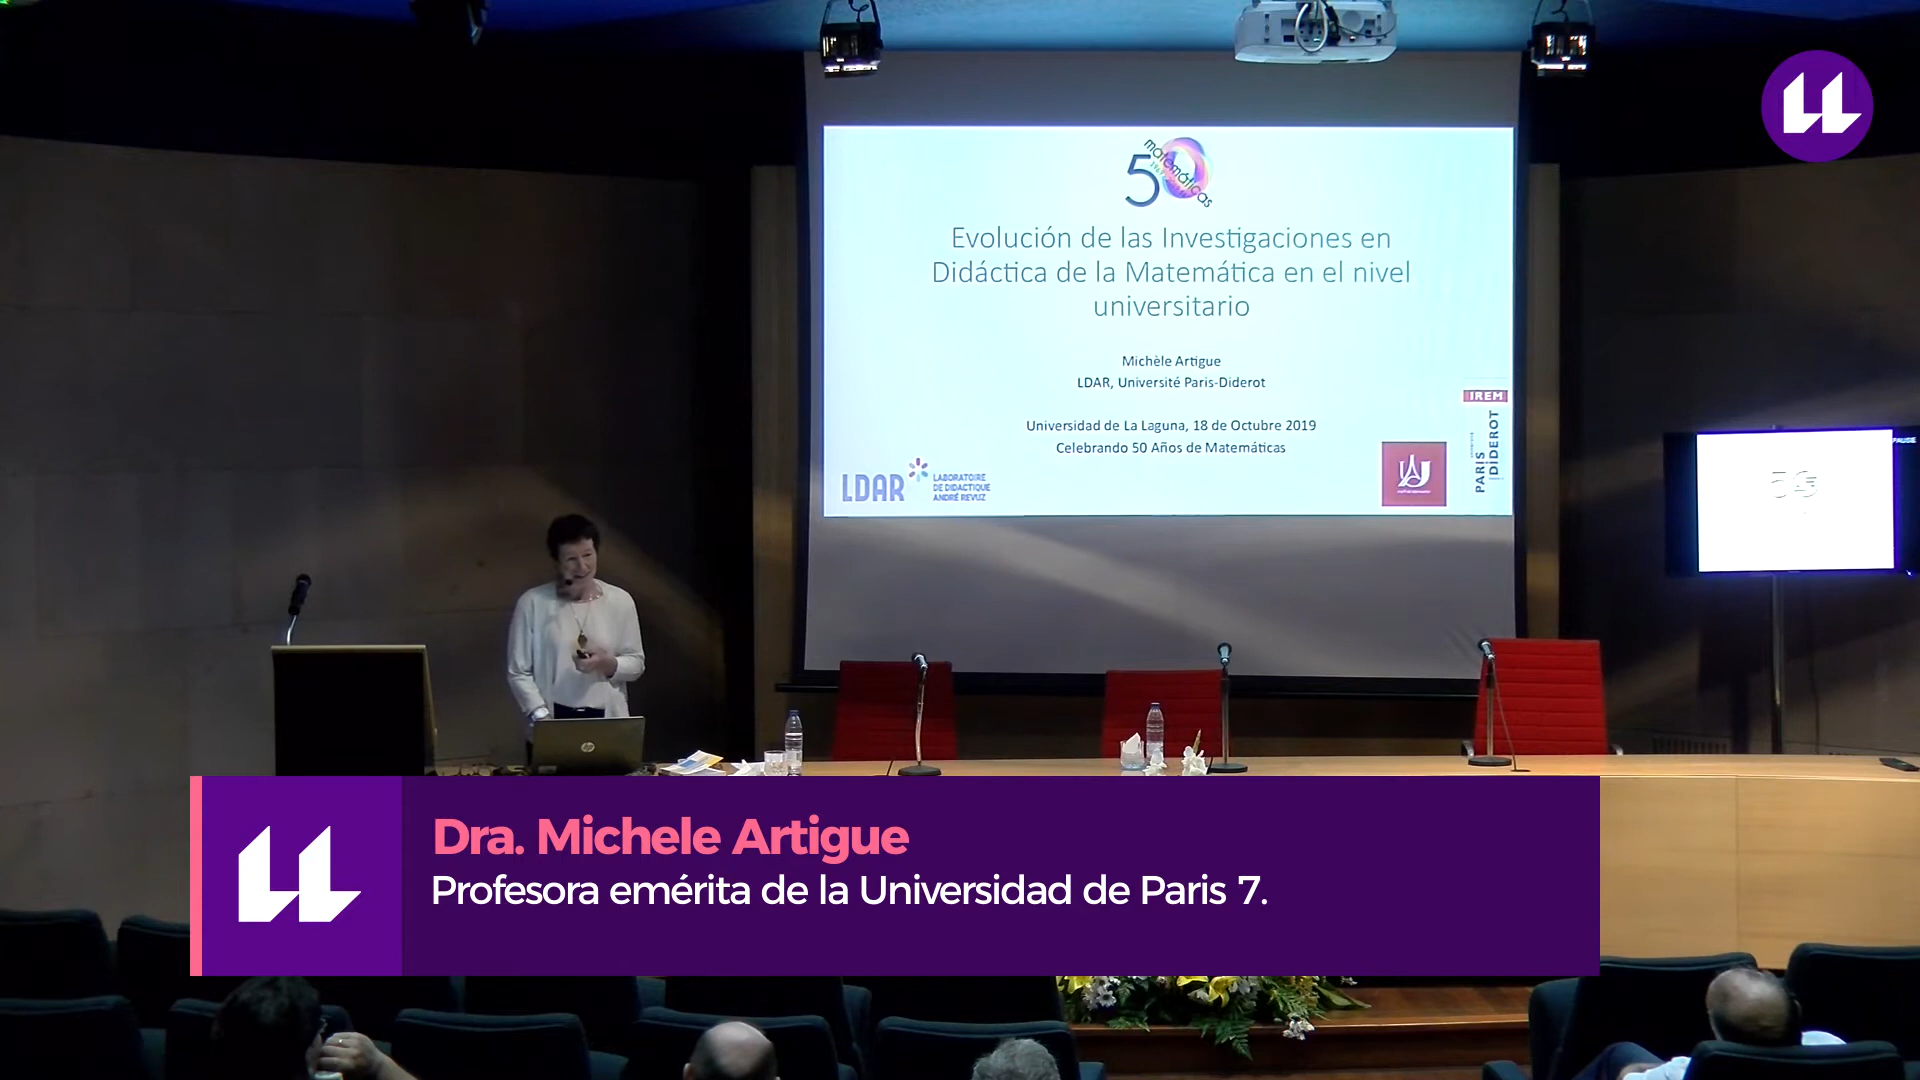 50
matemáticas
Evolución de las Investigaciones en
Didáctica de la Matemática en el nivel
universitario
Michèle Artigue
LDAR, Université Paris-Diderot
Universidad de La Laguna, 18 de Octubre 2019
Celebrando 50 Años de Matemáticas
LDAR
LABORATOIRE
DE DIDACTIQUE
ANDRÉ REVUZ
IREM
PARIS
DIDEROT
PAUSE
hp
Dra. Michele Artigue
Profesora emérita de la Universidad de Paris 7.